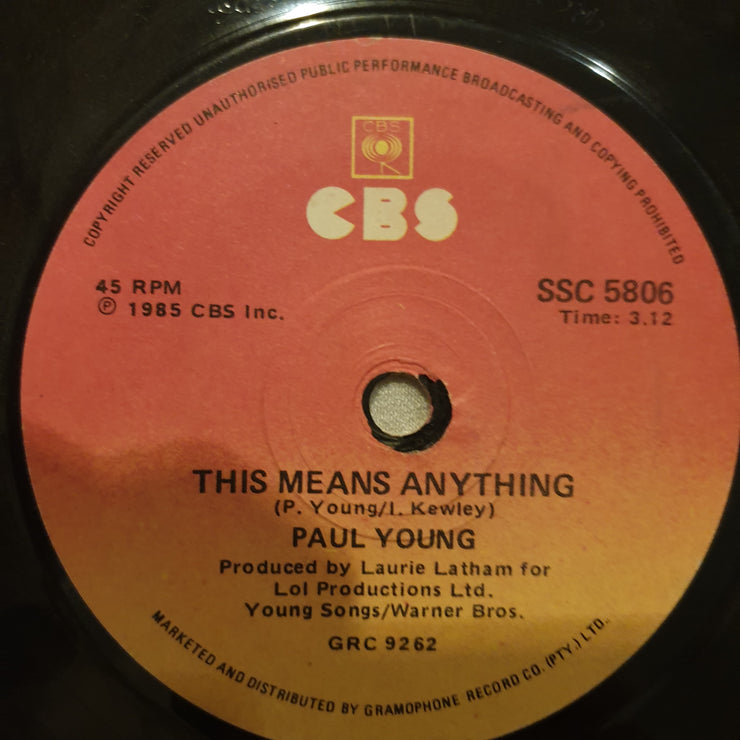 COPYRIGHT RESERVED UNAUTHORISED PUBLIC PERFORMANCE BROADCASTING AND COPYING PROHIBITED
CBS
CBS
45 RPM
℗ 1985 CBS Inc.
SSC 5806
Time: 3.12
THIS MEANS ANYTHING
(P. Young/I. Kewley)
PAUL YOUNG
Produced by Laurie Latham for
Lol Productions Ltd.
Young Songs/Warner Bros.
GRC 9262
MARKETED AND DISTRIBUTED BY GRAMOPHONE RECORD CO. (PTY.) LTD.